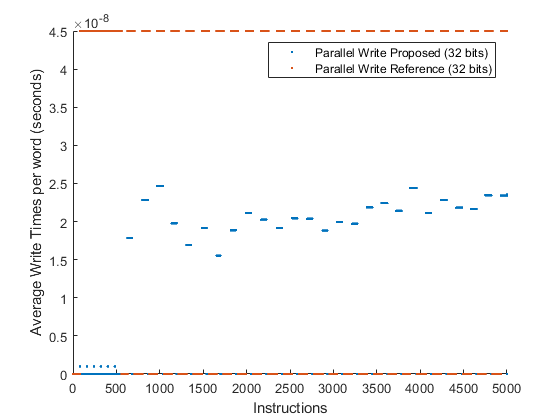 ×10⁻⁸
4.5
4
3.5
3
2.5
2
1.5
1
0.5
0
Average Write Times per word (seconds)
Parallel Write Proposed (32 bits)
Parallel Write Reference (32 bits)
0 500 1000 1500 2000 2500 3000 3500 4000 4500 5000
Instructions